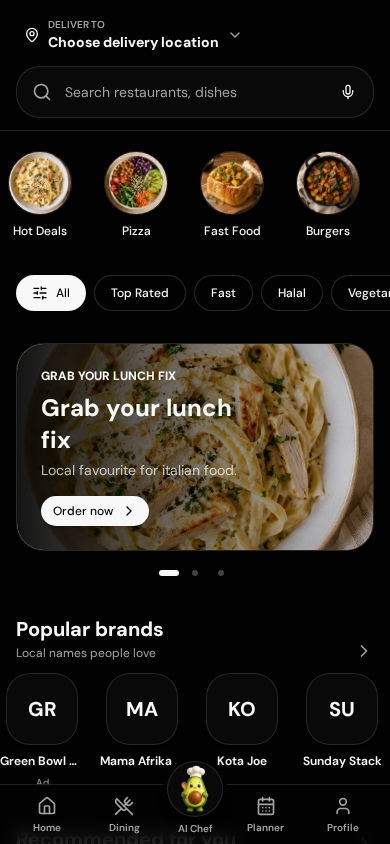 DELIVER TO
Choose delivery location
Search restaurants, dishes
Hot Deals
Pizza
Fast Food
Burgers
All
Top Rated
Fast
Halal
Vegetar
GRAB YOUR LUNCH FIX
Grab your lunch
fix
Local favourite for italian food.
Order now
Popular brands
Local names people love
GR
MA
KO
SU
Green Bowl ...
Mama Afrika
Kota Joe
Sunday Stack
Ad
Home
Dining
AI Chef
Planner
Profile
Recommended for you